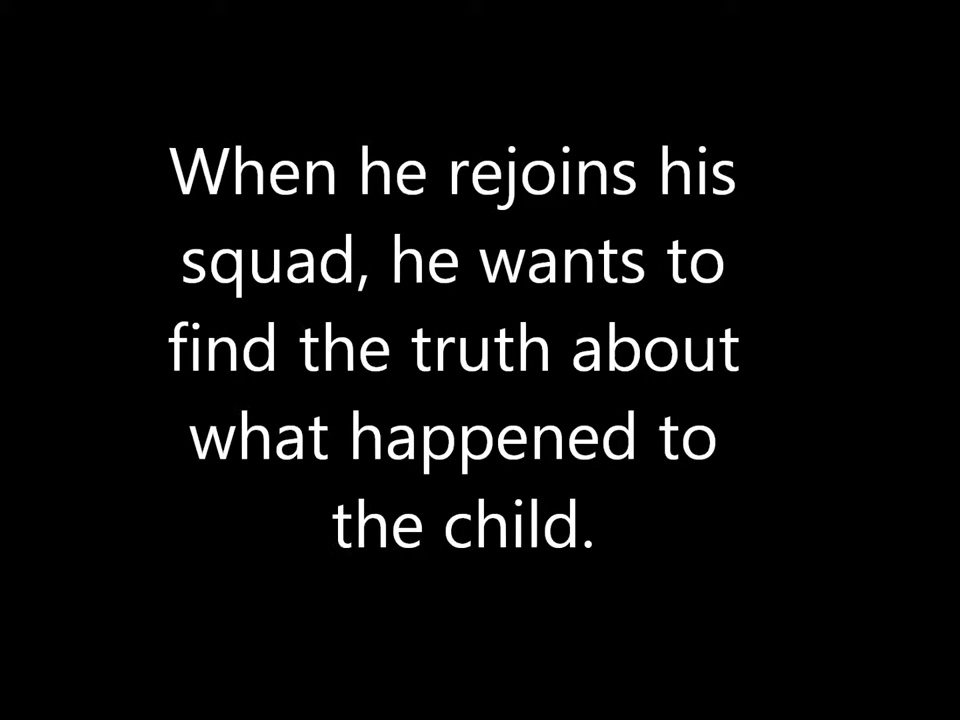 When he rejoins his
squad, he wants to
find the truth about
what happened to
the child.